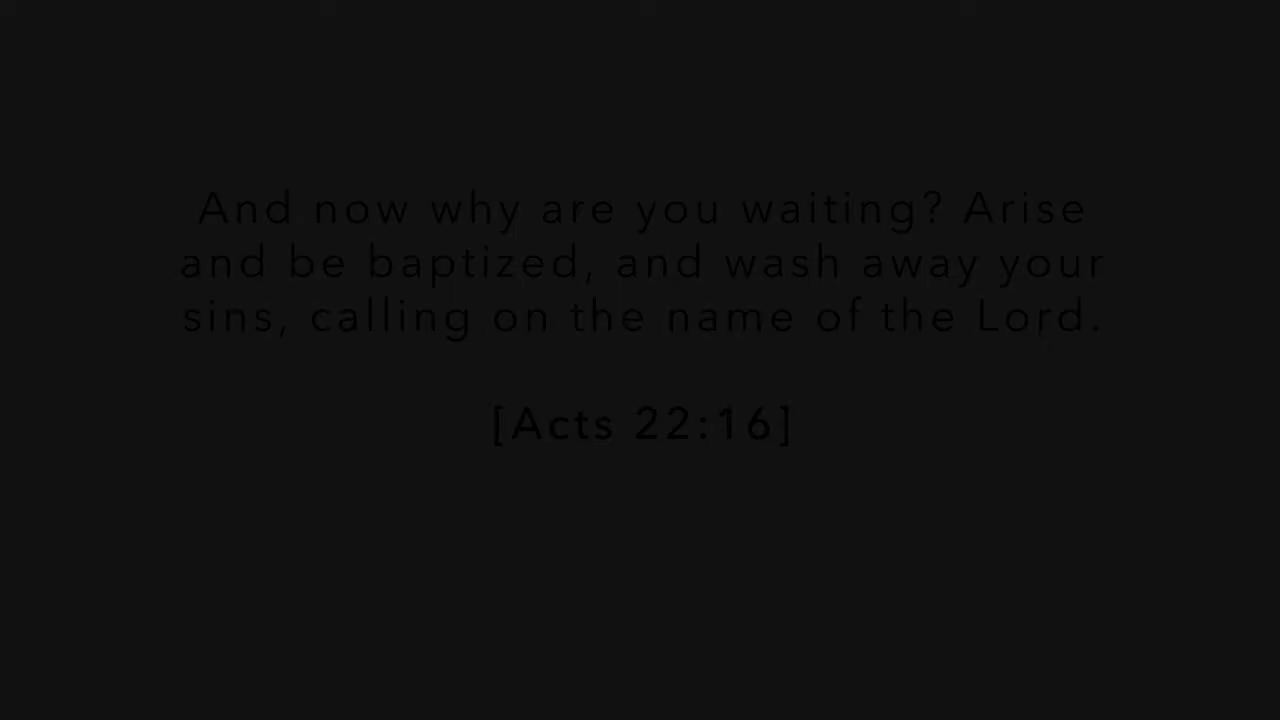 And now why are you waiting? Arise
and be baptized, and wash away your
sins, calling on the name of the Lord.
[Acts 22:16]